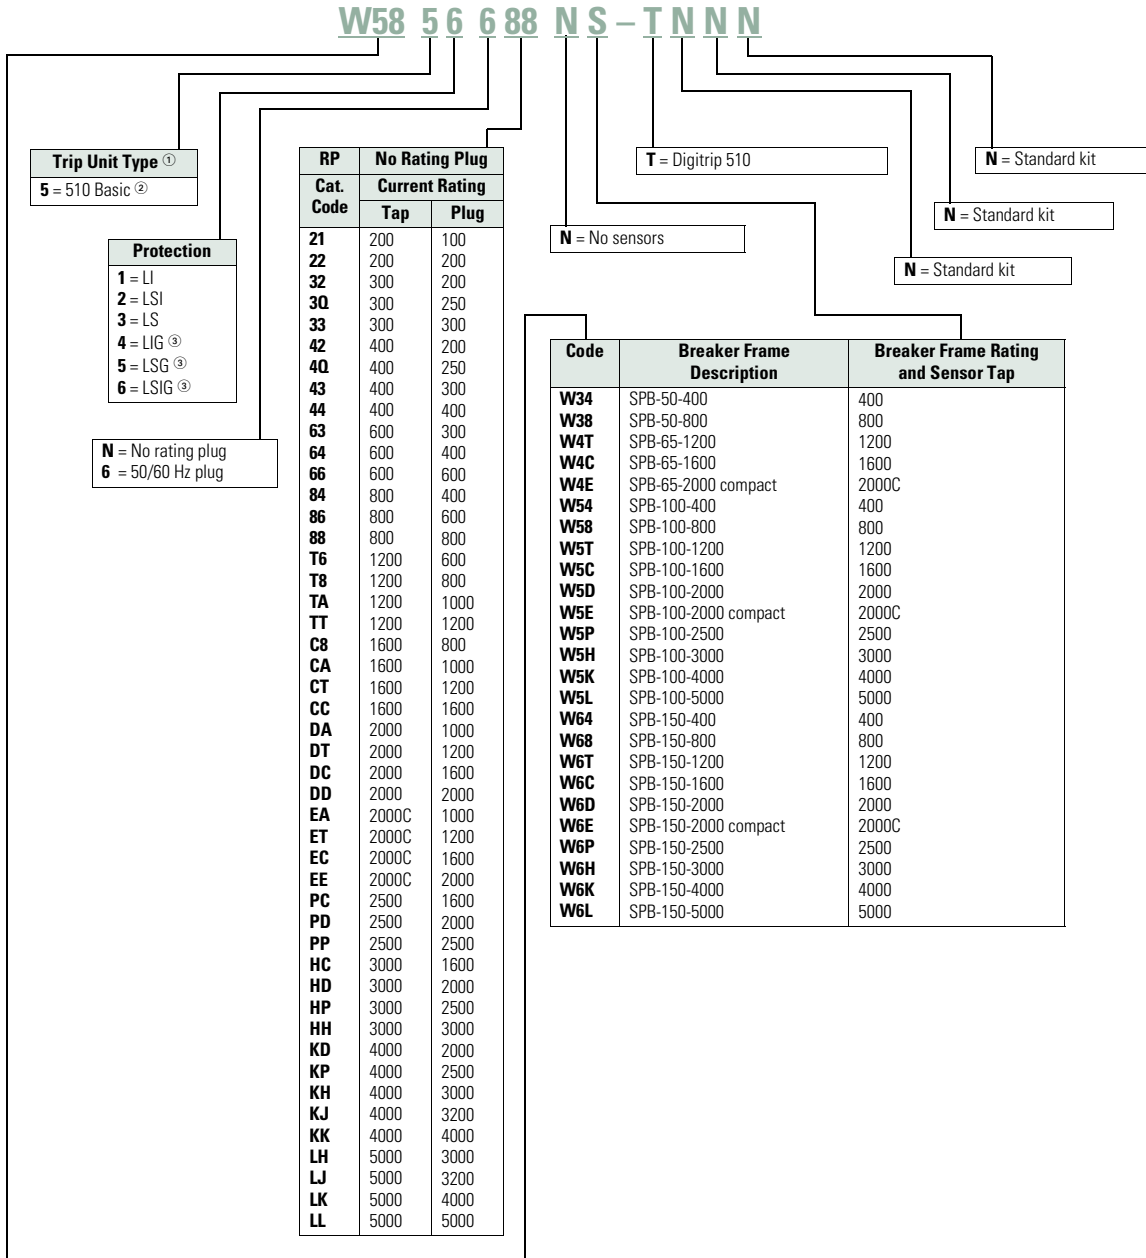 W58 5 6 6 88 N S – T N N N
Trip Unit Type ①
5 = 510 Basic ②
Protection
1 = LI
2 = LSI
3 = LS
4 = LIG ③
5 = LSG ③
6 = LSIG ③
N = No rating plug
6 = 50/60 Hz plug
RP No Rating Plug
Cat. Code Current Rating
Tap Plug
21 200 100
22 200 200
32 300 200
3Q 300 250
33 300 300
42 400 200
4Q 400 250
43 400 300
44 400 400
63 600 300
64 600 400
66 600 600
84 800 400
86 800 600
88 800 800
T6 1200 600
T8 1200 800
TA 1200 1000
TT 1200 1200
C8 1600 800
CA 1600 1000
CT 1600 1200
CC 1600 1600
DA 2000 1000
DT 2000 1200
DC 2000 1600
DD 2000 2000
EA 2000C 1000
ET 2000C 1200
EC 2000C 1600
EE 2000C 2000
PC 2500 1600
PD 2500 2000
PP 2500 2500
HC 3000 1600
HD 3000 2000
HP 3000 2500
HH 3000 3000
KD 4000 2000
KP 4000 2500
KH 4000 3000
KJ 4000 3200
KK 4000 4000
LH 5000 3000
LJ 5000 3200
LK 5000 4000
LL 5000 5000
T = Digitrip 510
N = Standard kit
N = Standard kit
N = No sensors
N = Standard kit
Code Breaker Frame Description Breaker Frame Rating and Sensor Tap
W34 SPB-50-400 400
W38 SPB-50-800 800
W4T SPB-65-1200 1200
W4C SPB-65-1600 1600
W4E SPB-65-2000 compact 2000C
W54 SPB-100-400 400
W58 SPB-100-800 800
W5T SPB-100-1200 1200
W5C SPB-100-1600 1600
W5D SPB-100-2000 2000
W5E SPB-100-2000 compact 2000C
W5P SPB-100-2500 2500
W5H SPB-100-3000 3000
W5K SPB-100-4000 4000
W5L SPB-100-5000 5000
W64 SPB-150-400 400
W68 SPB-150-800 800
W6T SPB-150-1200 1200
W6C SPB-150-1600 1600
W6D SPB-150-2000 2000
W6E SPB-150-2000 compact 2000C
W6P SPB-150-2500 2500
W6H SPB-150-3000 3000
W6K SPB-150-4000 4000
W6L SPB-150-5000 5000